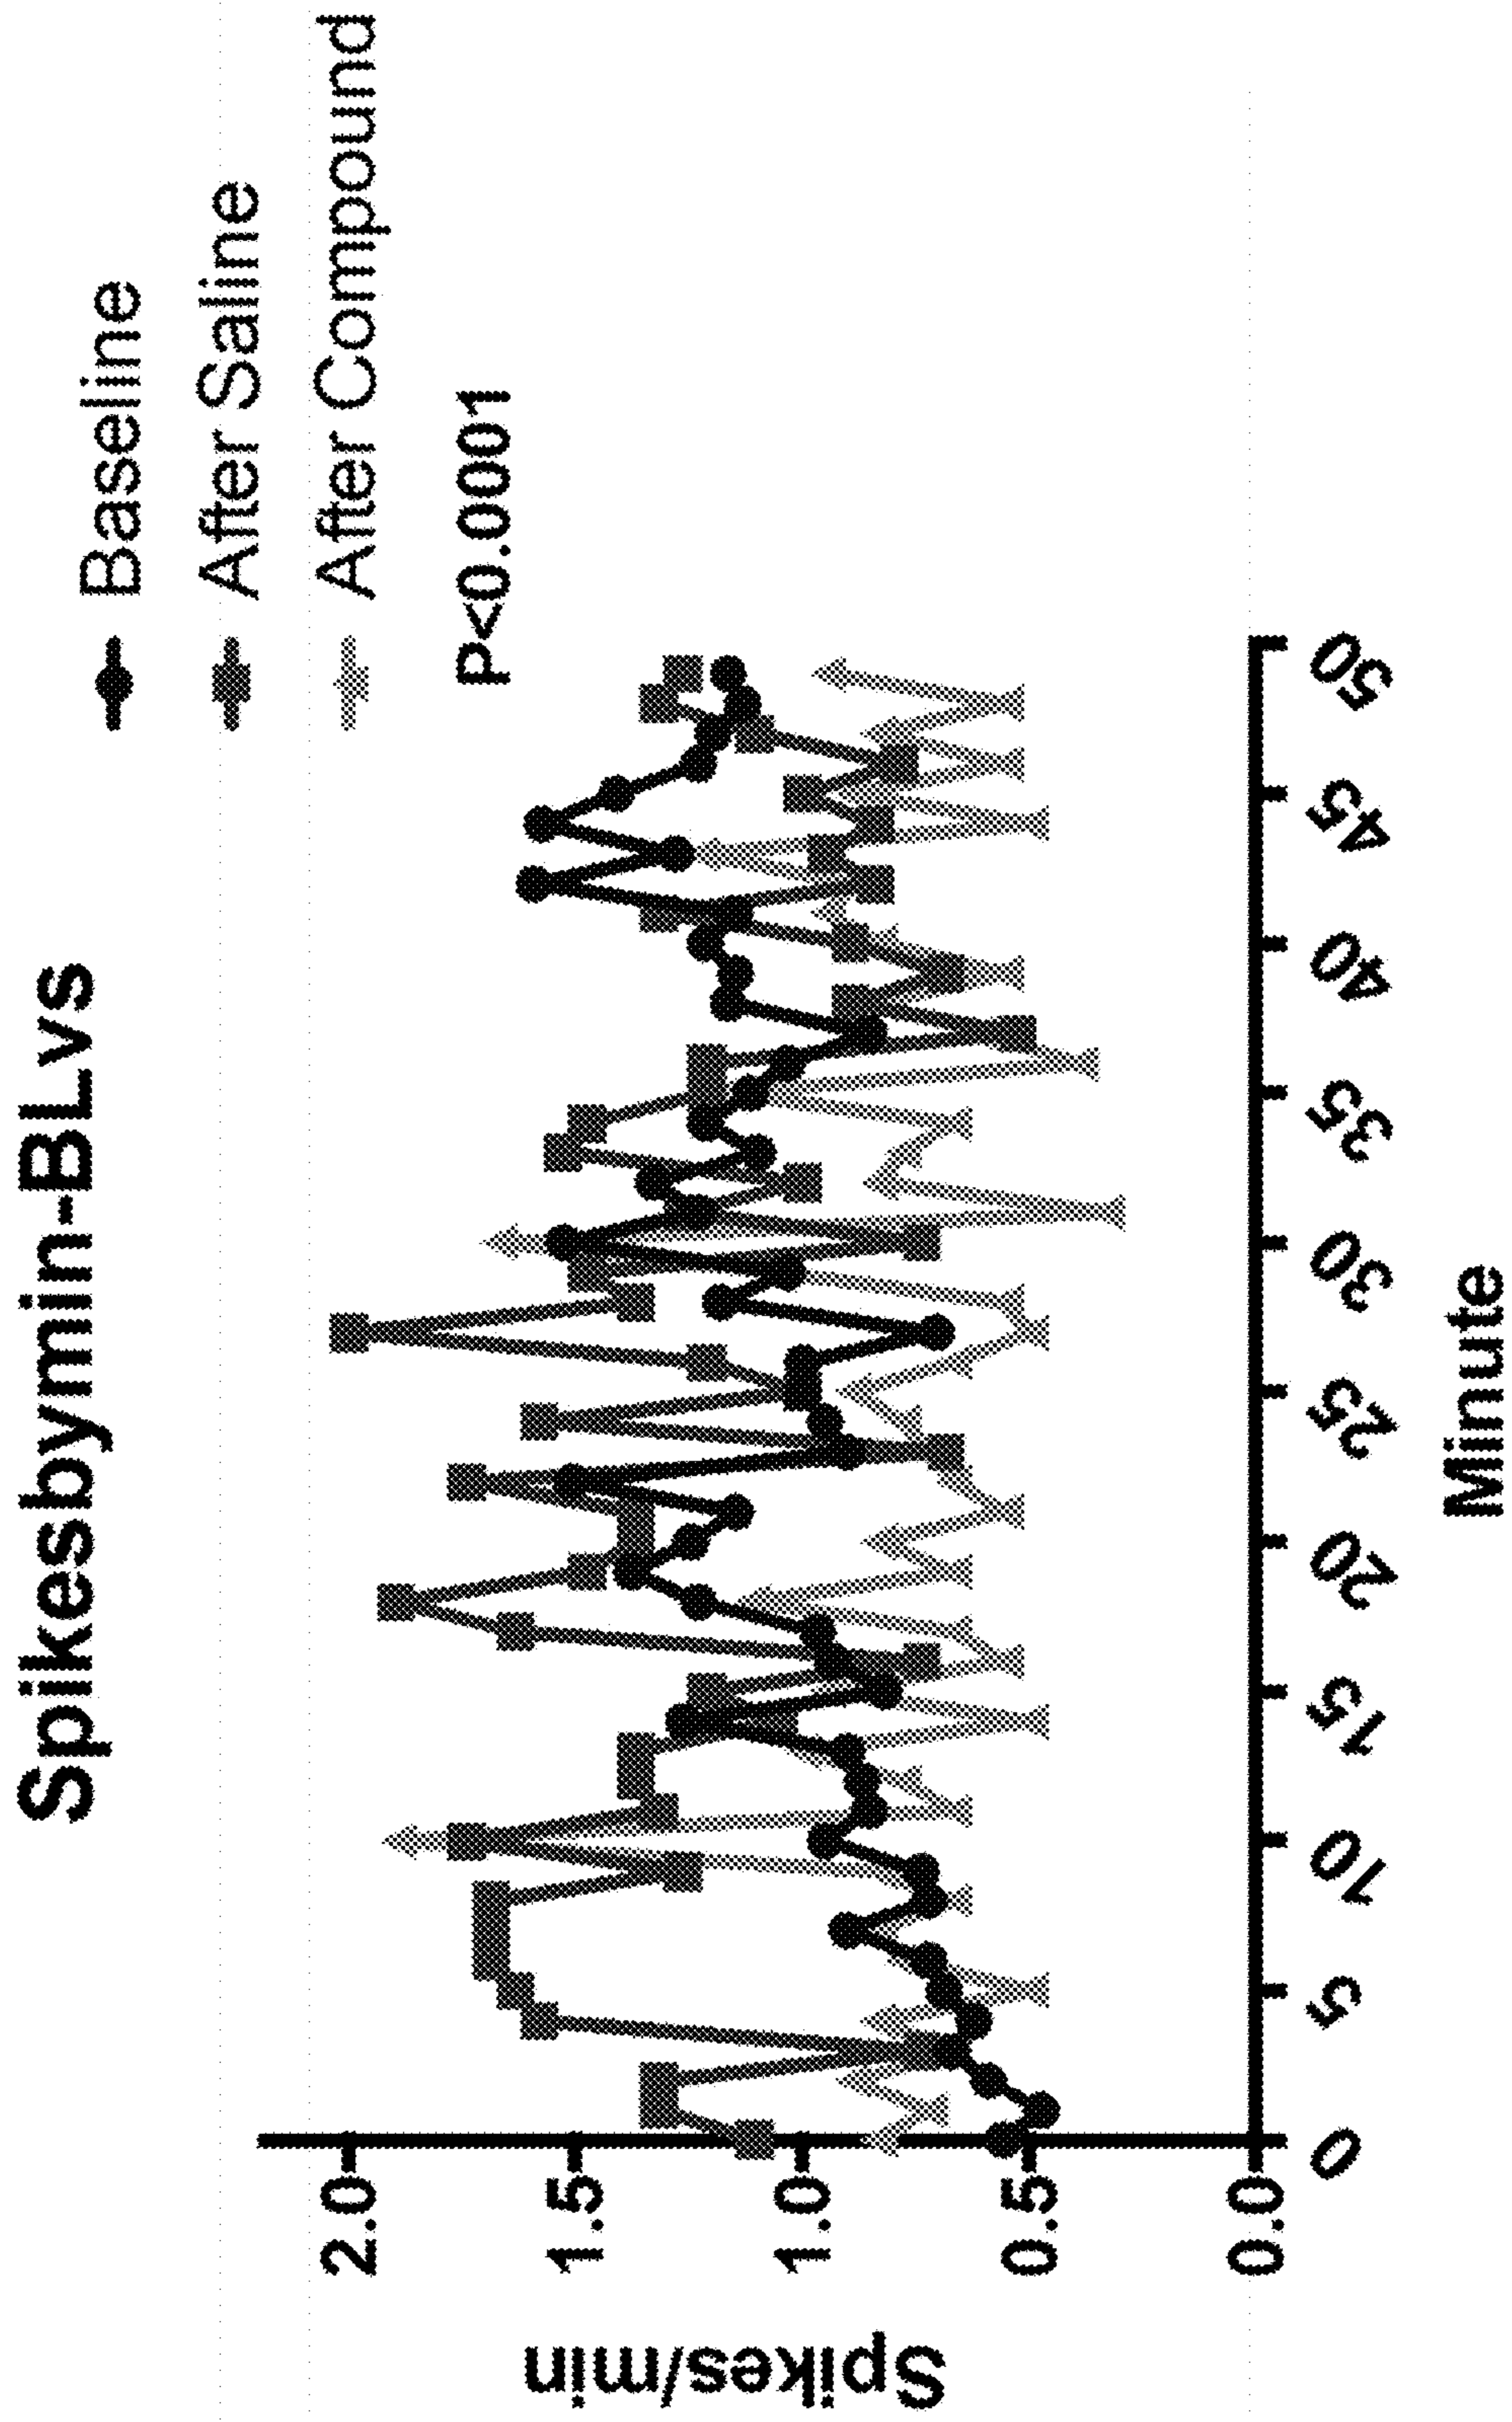 Spikesbymin-BLvs
Baseline
After Saline
After Compound
P<0.0001
Spikes/min
2.0
1.5
1.0
0.5
0.0
0 5 10 15 20 25 30 35 40 45 50
Minute